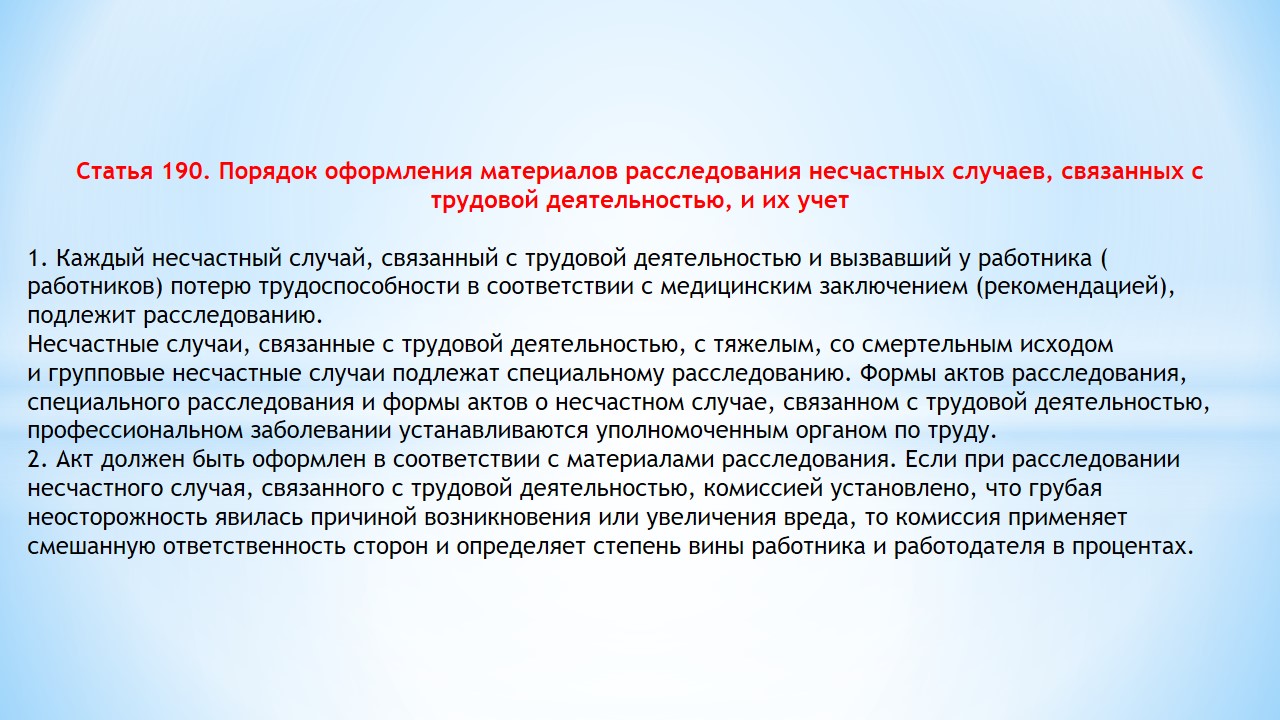 Статья 190. Порядок оформления материалов расследования несчастных случаев, связанных с
трудовой деятельностью, и их учет
1. Каждый несчастный случай, связанный с трудовой деятельностью и вызвавший у работника (
работников) потерю трудоспособности в соответствии с медицинским заключением (рекомендацией),
подлежит расследованию.
Несчастные случаи, связанные с трудовой деятельностью, с тяжелым, со смертельным исходом
и групповые несчастные случаи подлежат специальному расследованию. Формы актов расследования,
специального расследования и формы актов о несчастном случае, связанном с трудовой деятельностью,
профессиональном заболевании устанавливаются уполномоченным органом по труду.
2. Акт должен быть оформлен в соответствии с материалами расследования. Если при расследовании
несчастного случая, связанного с трудовой деятельностью, комиссией установлено, что грубая
неосторожность явилась причиной возникновения или увеличения вреда, то комиссия применяет
смешанную ответственность сторон и определяет степень вины работника и работодателя в процентах.